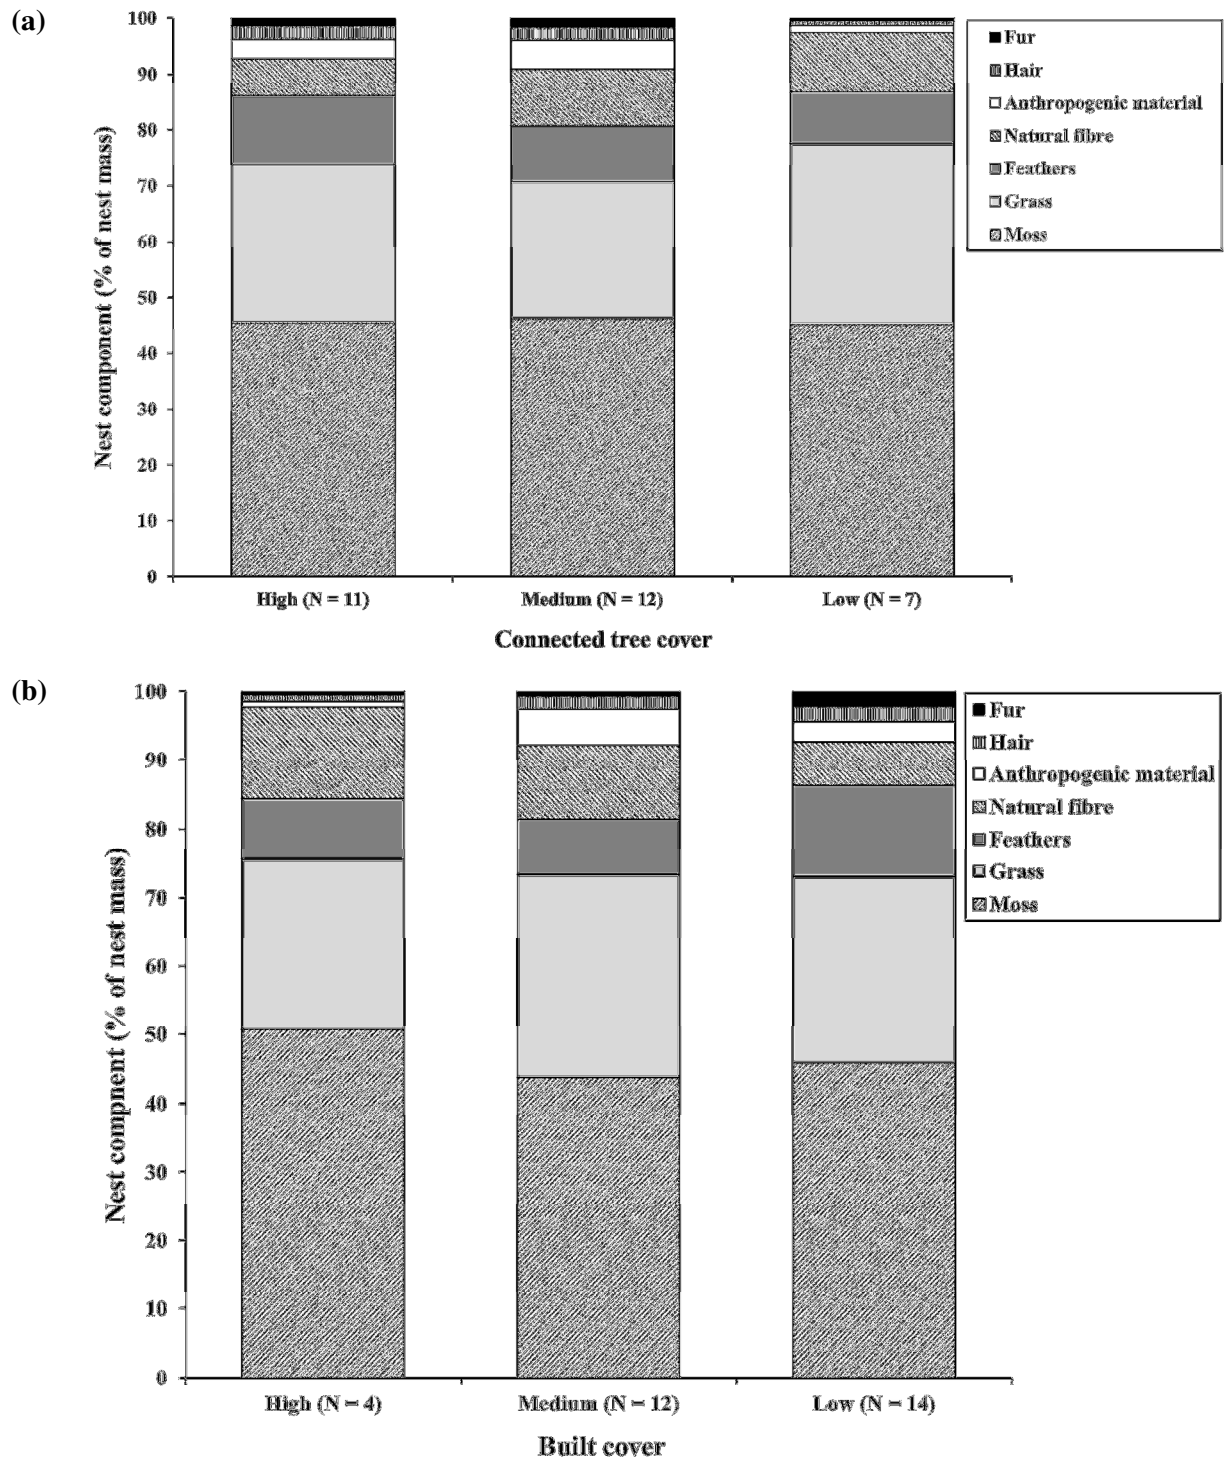 (a)
Nest component (% of nest mass)
100
90
80
70
60
50
40
30
20
10
0
High (N = 11)
Medium (N = 12)
Low (N = 7)
Connected tree cover
Fur
Hair
Anthropogenic material
Natural fibre
Feathers
Grass
Moss
(b)
Nest compnent (% of nest mass)
100
90
80
70
60
50
40
30
20
10
0
High (N = 4)
Medium (N = 12)
Low (N = 14)
Built cover
Fur
Hair
Anthropogenic material
Natural fibre
Feathers
Grass
Moss